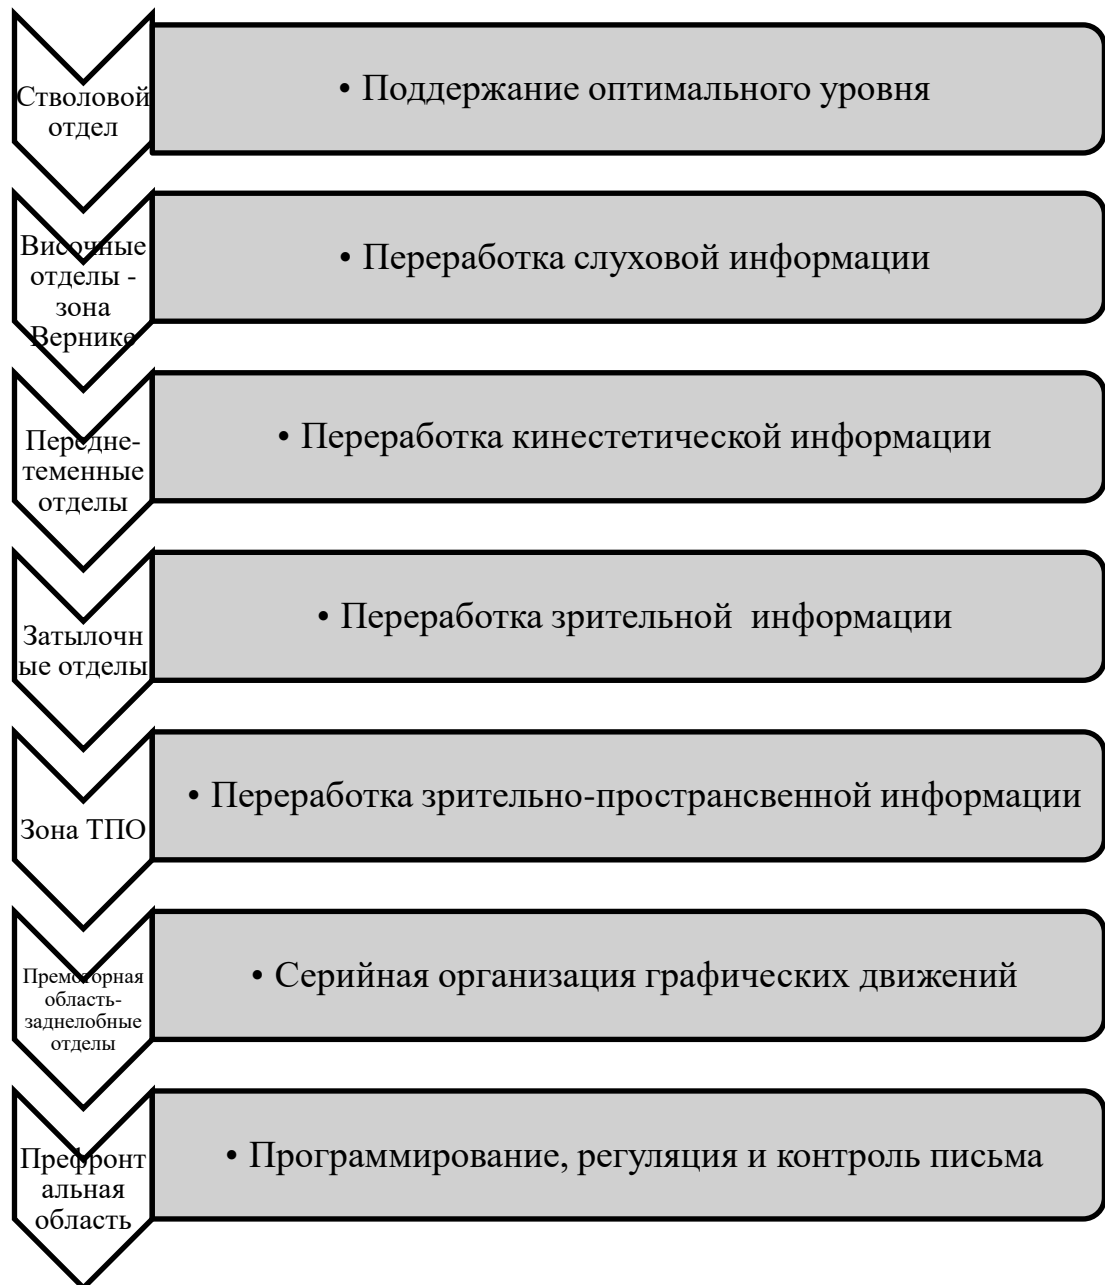 Стволовой
отдел
• Поддержание оптимального уровня
Височные
отделы -
зона
Вернике
• Переработка слуховой информации
Передне-
теменные
отделы
• Переработка кинестетической информации
Затылочн
ые отделы
• Переработка зрительной  информации
Зона ТПО
• Переработка зрительно-пространсвенной информации
Премоторная
область-
заднелобные
отделы
• Серийная организация графических движений
Префронт
альная
область
• Программирование, регуляция и контроль письма